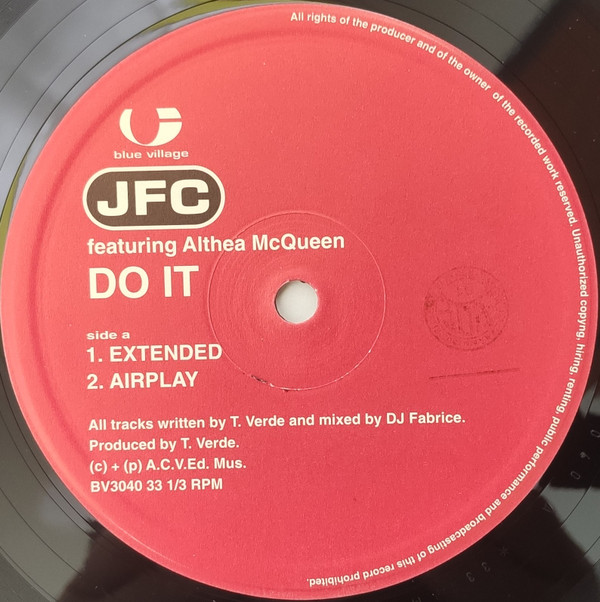 All rights of the producer and of the owner of the recorded work reserved. Unauthorized copyng, hiring, renting, public performance and broadcasting of this record prohibited.
blue village
JFC
featuring Althea McQueen
DO IT
side a
1. EXTENDED
2. AIRPLAY
All tracks written by T. Verde and mixed by DJ Fabrice.
Produced by T. Verde.
(c) + (p) A.C.V.Ed. Mus.
BV3040 33 1/3 RPM